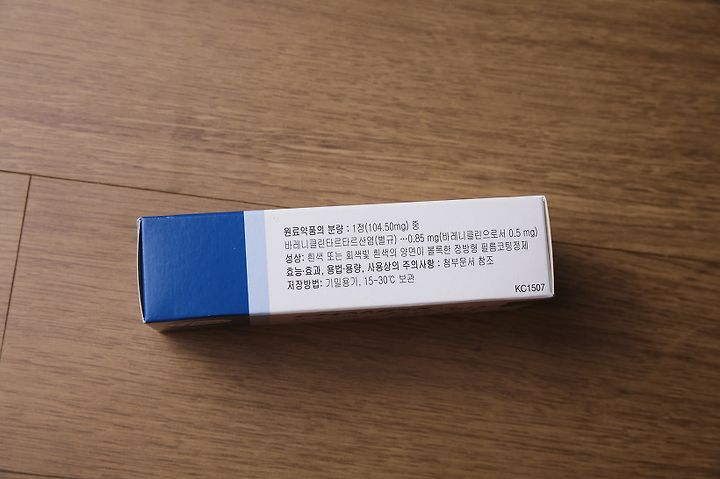 원료약품의 분량 : 1정(104.50mg) 중
바레니클린타르타르산염(별규) ···0.85 mg(바레니클린으로서 0.5 mg)
성상: 흰색 또는 회색빛 흰색의 양면이 볼록한 장방형 필름코팅정제
효능·효과, 용법·용량, 사용상의 주의사항 : 첨부문서 참조
저장방법: 기밀용기, 15-30℃ 보관
KC1507